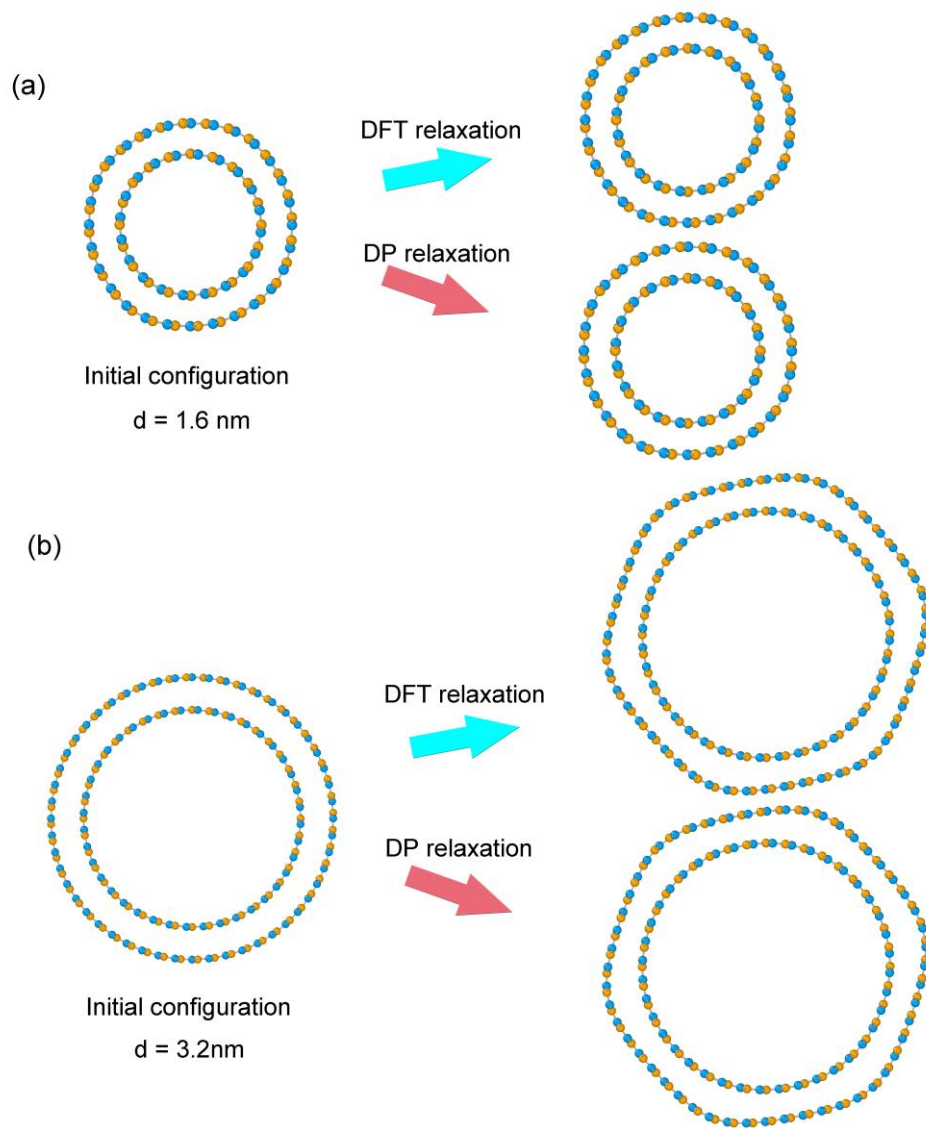 (a)
DFT relaxation
DP relaxation
Initial configuration
d = 1.6 nm
(b)
DFT relaxation
DP relaxation
Initial configuration
d = 3.2nm